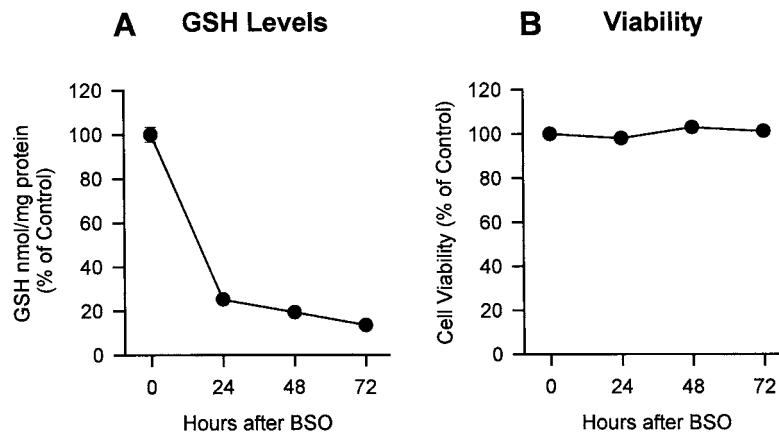 A GSH Levels
120
100
80
60
40
20
0
GSH nmol/mg protein
(% of Control)
0 24 48 72
Hours after BSO
B Viability
120
100
80
60
40
20
0
Cell Viability (% of Control)
0 24 48 72
Hours after BSO